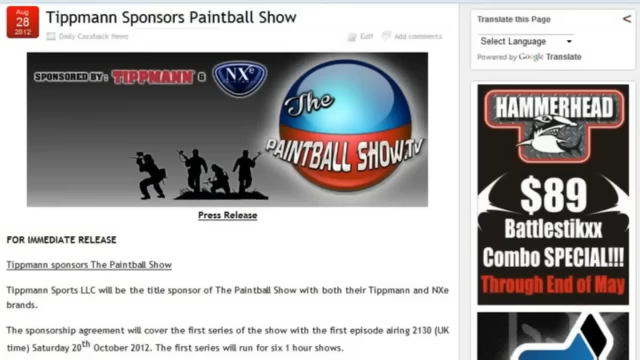 Aug
28
2012
Tippmann Sponsors Paintball Show
Daily Cassback News
Edit
Add comments
SPONSORED BY: TIPPMANN & NXe
The
PAINTBALL SHOW.TV
Press Release
FOR IMMEDIATE RELEASE
Tippmann sponsors The Paintball Show
Tippmann Sports LLC will be the title sponsor of The Paintball Show with both their Tippmann and NXe
brands.
The sponsorship agreement will cover the first series of the show with the first episode airing 2130 (UK
time) Saturday 20th October 2012. The first series will run for six 1 hour shows.
Translate this Page
<
Select Language
Powered by Google Translate
HAMMERHEAD
$89
Battlestikxx
Combo SPECIAL!!!
Through End of May